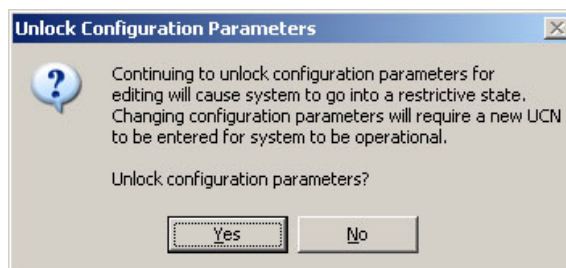 Unlock Configuration Parameters
Continuing to unlock configuration parameters for
editing will cause system to go into a restrictive state.
Changing configuration parameters will require a new UCN
to be entered for system to be operational.
Unlock configuration parameters?
Yes No